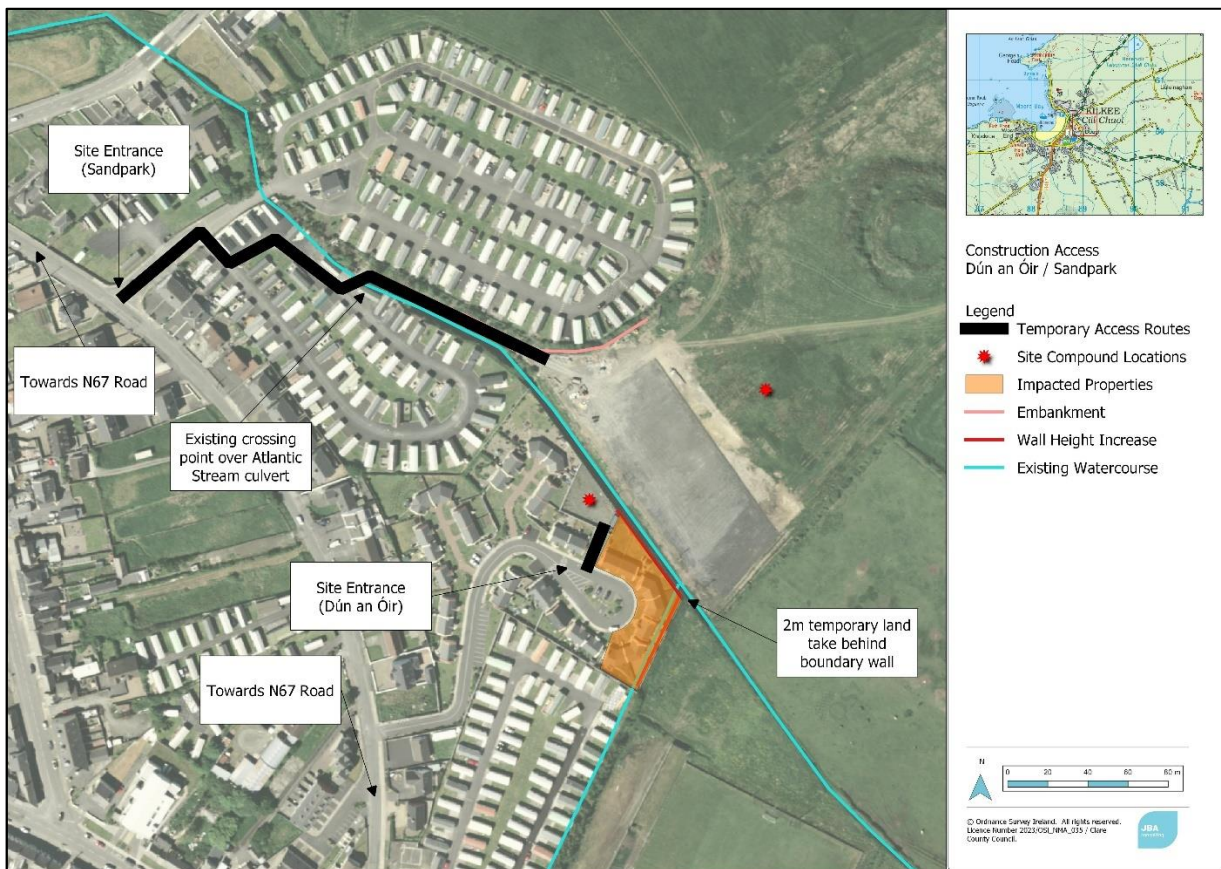 Site Entrance
(Sandpark)
Towards N67 Road
Existing crossing
point over Atlantic
Stream culvert
Site Entrance
(Dún an Óir)
Towards N67 Road
2m temporary land
take behind
boundary wall
KILKEE
Cill Chaoi
Construction Access
Dún an Óir / Sandpark
Legend
Temporary Access Routes
Site Compound Locations
Impacted Properties
Embankment
Wall Height Increase
Existing Watercourse
N
0 20 40 60 80 m
© Ordnance Survey Ireland. All rights reserved.
Licence Number 2023/OSi_NMA_035 / Clare
County Council.
JBA
consulting